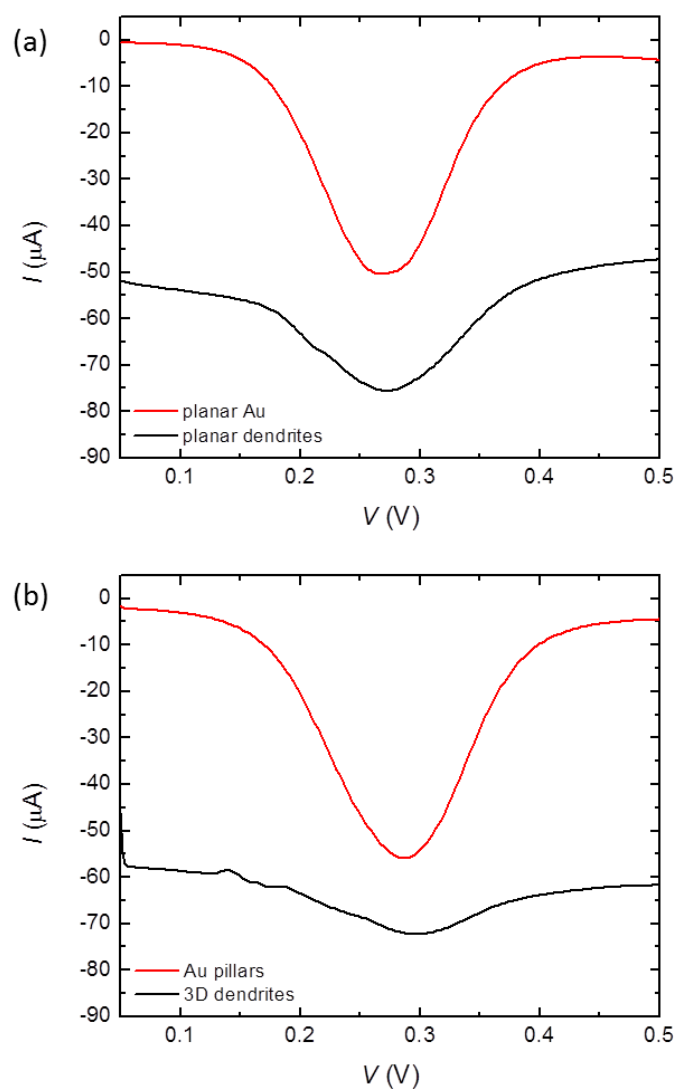 (a)
0
-10
-20
-30
-40
-50
-60
-70
-80
-90
I (μA)
planar Au
planar dendrites
0.1 0.2 0.3 0.4 0.5
V (V)
(b)
0
-10
-20
-30
-40
-50
-60
-70
-80
-90
I (μA)
Au pillars
3D dendrites
0.1 0.2 0.3 0.4 0.5
V (V)